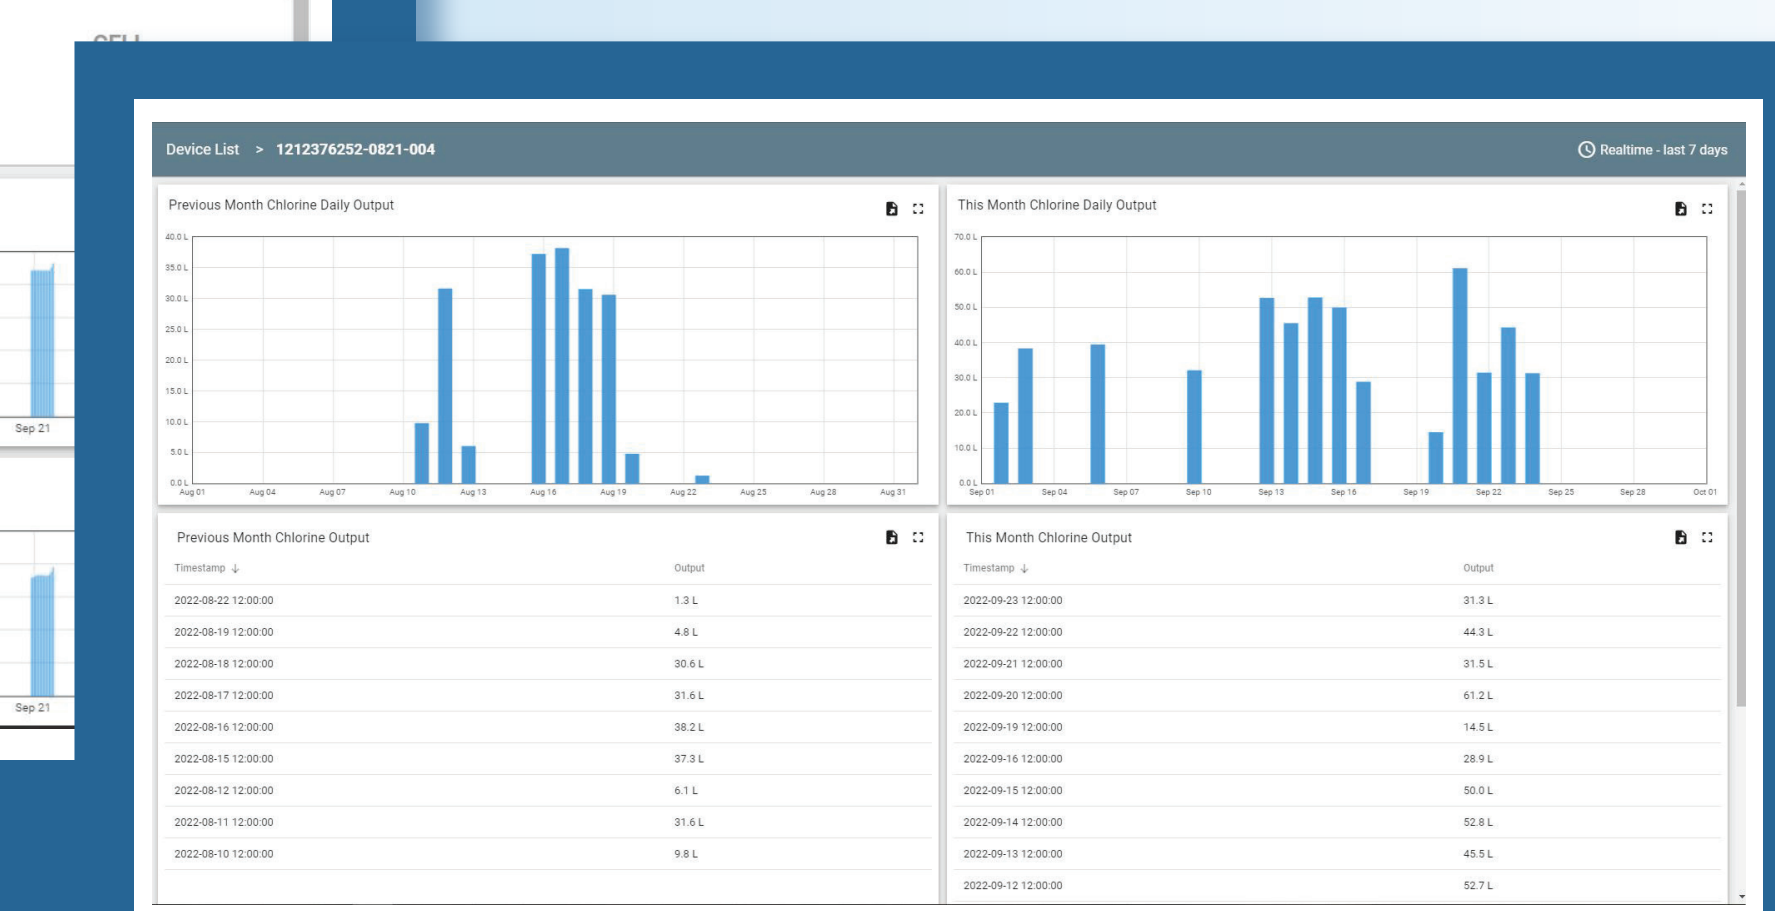 Sep 21
Sep 21
Device List > 1212376252-0821-004
Realtime - last 7 days
Previous Month Chlorine Daily Output
40.0 L
35.0 L
30.0 L
25.0 L
20.0 L
15.0 L
10.0 L
5.0 L
0.0 L
Aug 01 Aug 04 Aug 07 Aug 10 Aug 13 Aug 16 Aug 19 Aug 22 Aug 25 Aug 28 Aug 31
This Month Chlorine Daily Output
70.0 L
60.0 L
50.0 L
40.0 L
30.0 L
20.0 L
10.0 L
0.0 L
Sep 01 Sep 04 Sep 07 Sep 10 Sep 13 Sep 16 Sep 19 Sep 22 Sep 25 Sep 28 Oct 01
Previous Month Chlorine Output
Timestamp ↓ Output
2022-08-22 12:00:00 1.3 L
2022-08-19 12:00:00 4.8 L
2022-08-18 12:00:00 30.6 L
2022-08-17 12:00:00 31.6 L
2022-08-16 12:00:00 38.2 L
2022-08-15 12:00:00 37.3 L
2022-08-12 12:00:00 6.1 L
2022-08-11 12:00:00 31.6 L
2022-08-10 12:00:00 9.8 L
This Month Chlorine Output
Timestamp ↓ Output
2022-09-23 12:00:00 31.3 L
2022-09-22 12:00:00 44.3 L
2022-09-21 12:00:00 31.5 L
2022-09-20 12:00:00 61.2 L
2022-09-19 12:00:00 14.5 L
2022-09-16 12:00:00 28.9 L
2022-09-15 12:00:00 50.0 L
2022-09-14 12:00:00 52.8 L
2022-09-13 12:00:00 45.5 L
2022-09-12 12:00:00 52.7 L